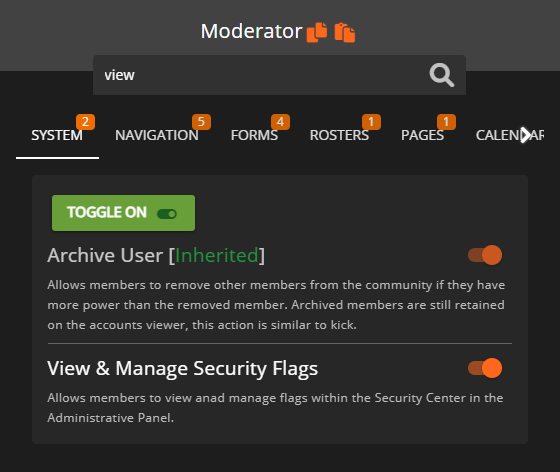 Moderator
view
2 5 4 1 1
SYSTEM NAVIGATION FORMS ROSTERS PAGES
TOGGLE ON
Archive User [Inherited]
Allows members to remove other members from the community if they
have more power than the removed member. Archived members are still retained
on the accounts viewer, this action is similar to kick.
View & Manage Security Flags
Allows members to view anad manage flags within the Security Center in the
Administrative Panel.